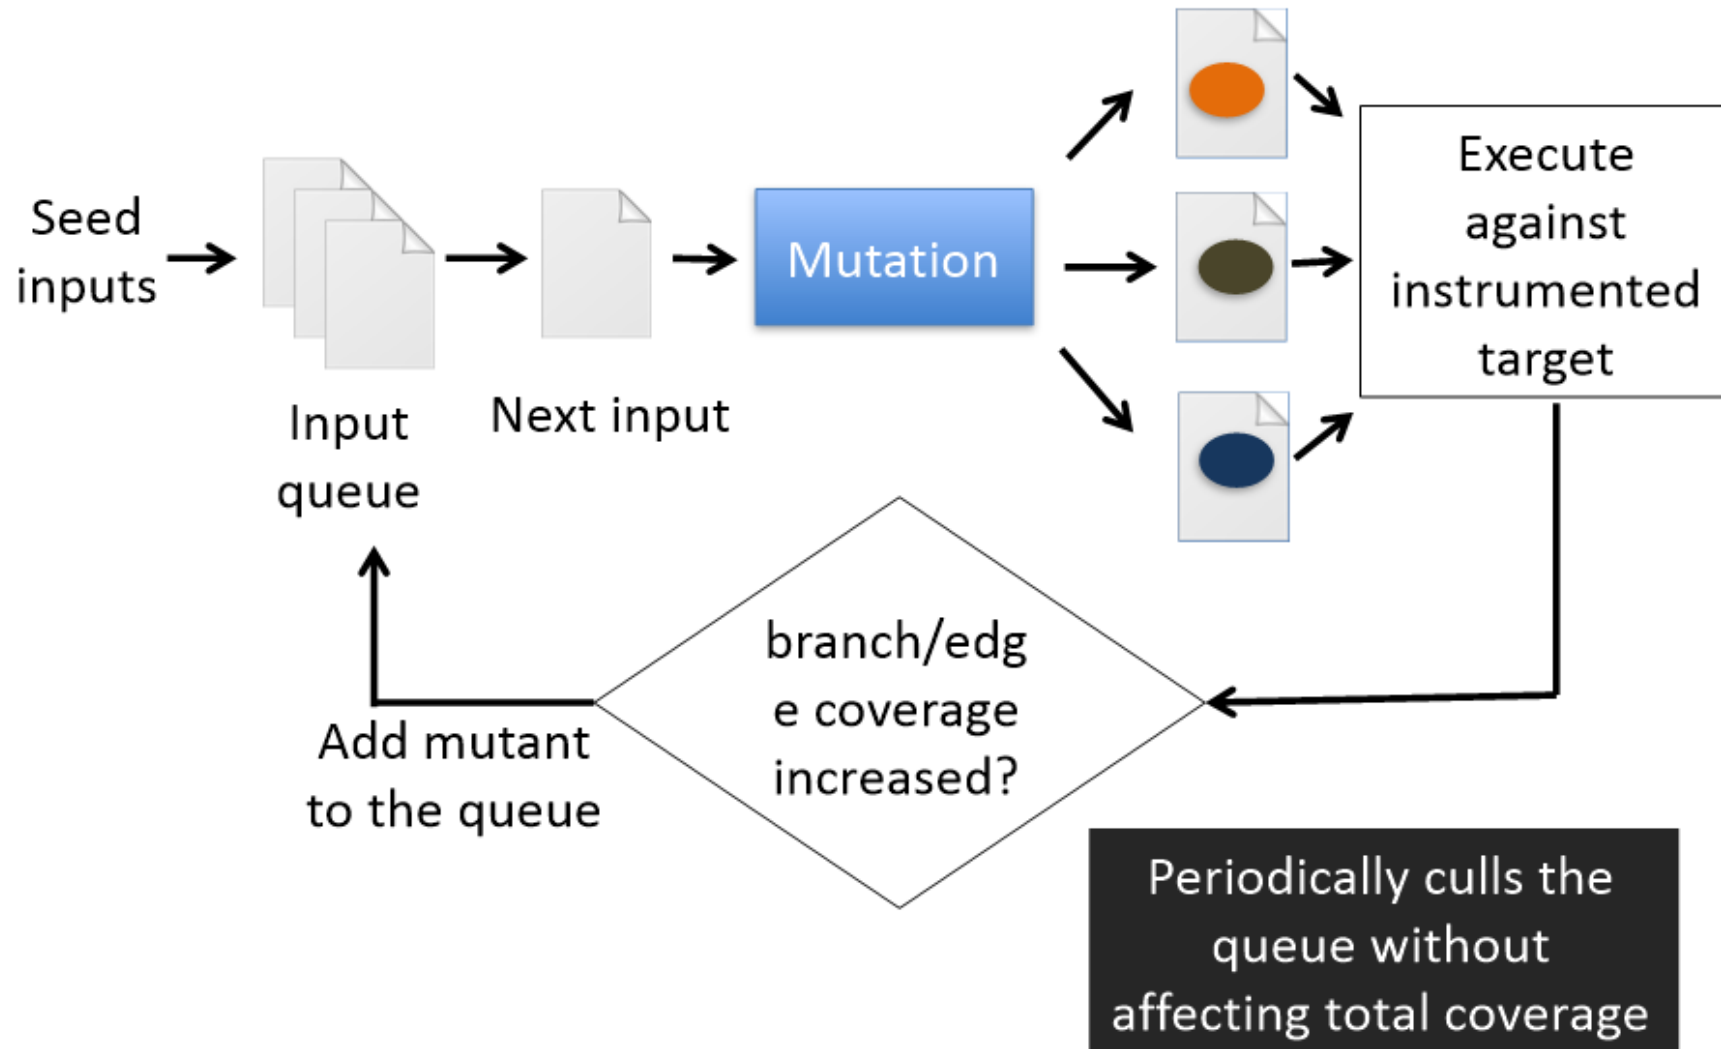 Seed
inputs
Input
queue
Next input
Mutation
Execute
against
instrumented
target
branch/edg
e coverage
increased?
Add mutant
to the queue
Periodically culls the
queue without
affecting total coverage